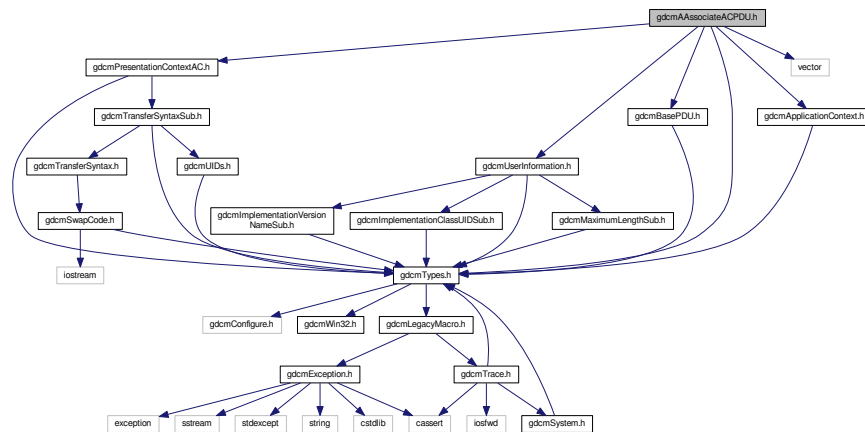 gdcmAAssociateACPDU.h
gdcmPresentationContextAC.h
vector
gdcmTransferSyntaxSub.h
gdcmBasePDU.h
gdcmApplicationContext.h
gdcmTransferSyntax.h
gdcmUIDs.h
gdcmUserInformation.h
gdcmSwapCode.h
gdcmImplementationVersion
NameSub.h
gdcmImplementationClassUIDSub.h
gdcmMaximumLengthSub.h
iostream
gdcmTypes.h
gdcmConfigure.h
gdcmWin32.h
gdcmLegacyMacro.h
gdcmException.h
gdcmTrace.h
exception
sstream
stdexcept
string
cstdlib
cassert
iosfwd
gdcmSystem.h